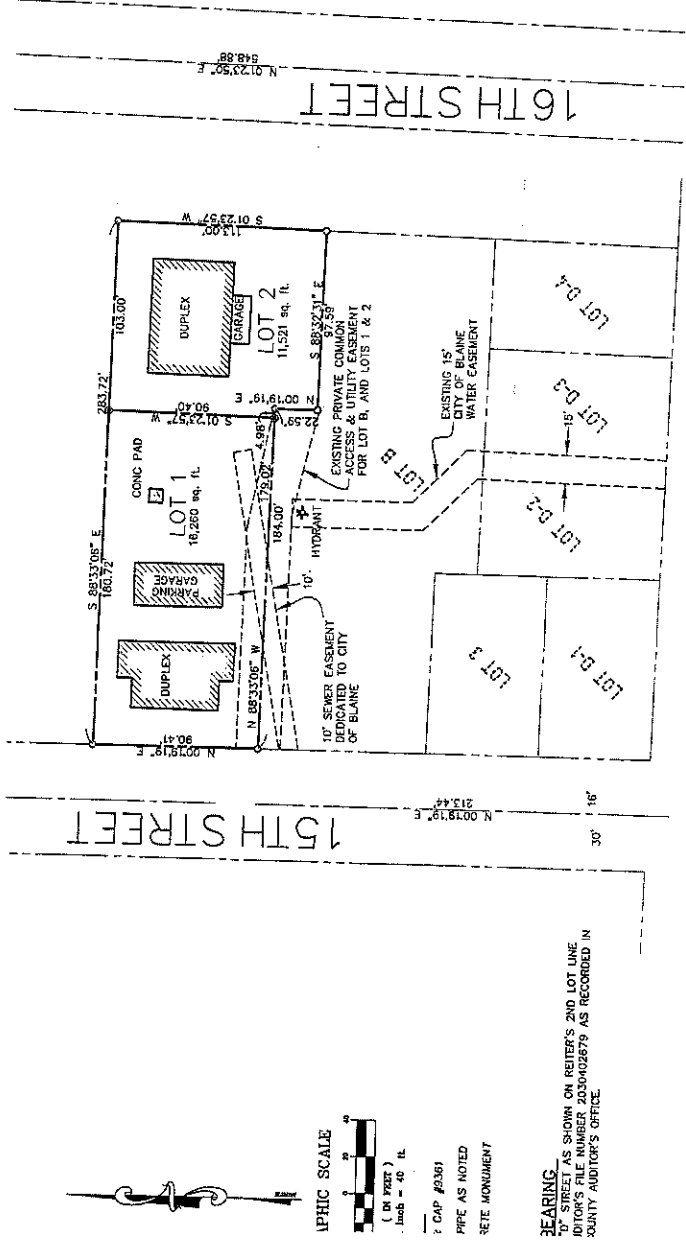 16TH STREET
N 01°23'50" E
548.88'
S 01°23'57" W
113.00'
103.00'
DUPLEX
GARAGE
LOT 2
11,521 sq. ft.
S 88°32'31" E
97.59'
283.72'
S 01°23'57" W
90.40'
N 00°19'19" E
22.59'
4.98'
EXISTING PRIVATE COMMON
ACCESS & UTILITY EASEMENT
FOR LOT B, AND LOTS 1 & 2
EXISTING 15'
CITY OF BLAINE
WATER EASEMENT
CONC PAD
LOT 1
16,260 sq. ft.
179.02'
184.00'
HYDRANT
10'
10' SEWER EASEMENT
DEDICATED TO CITY
OF BLAINE
S 88°33'06" E
180.72'
PARKING
GARAGE
DUPLEX
N 88°33'06" W
N 00°19'19" E
90.41'
LOT B
LOT D-4
LOT D-3
15'
LOT D-2
LOT 3
LOT D-1
15TH STREET
N 00°19'19" E
213.44'
30'
16'
APHIC SCALE
0
20
40
( IN FEET )
inch = 40 ft.
CAP #9361
PIPE AS NOTED
RETE MONUMENT
BEARING
"D" STREET AS SHOWN ON REITER'S 2ND LOT LINE
UDITOR'S FILE NUMBER 2030402679 AS RECORDED IN
COUNTY AUDITOR'S OFFICE.